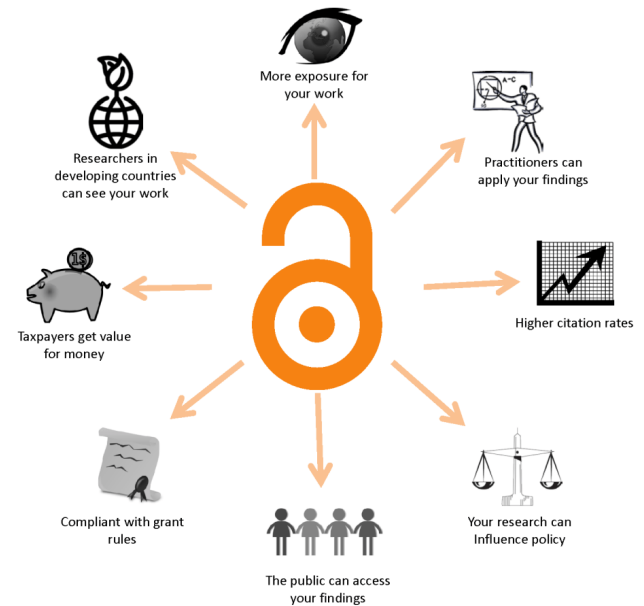 More exposure for
your work
Researchers in
developing countries
can see your work
A-C
Practitioners can
apply your findings
1$
Taxpayers get value
for money
Higher citation rates
Compliant with grant
rules
Your research can
Influence policy
The public can access
your findings